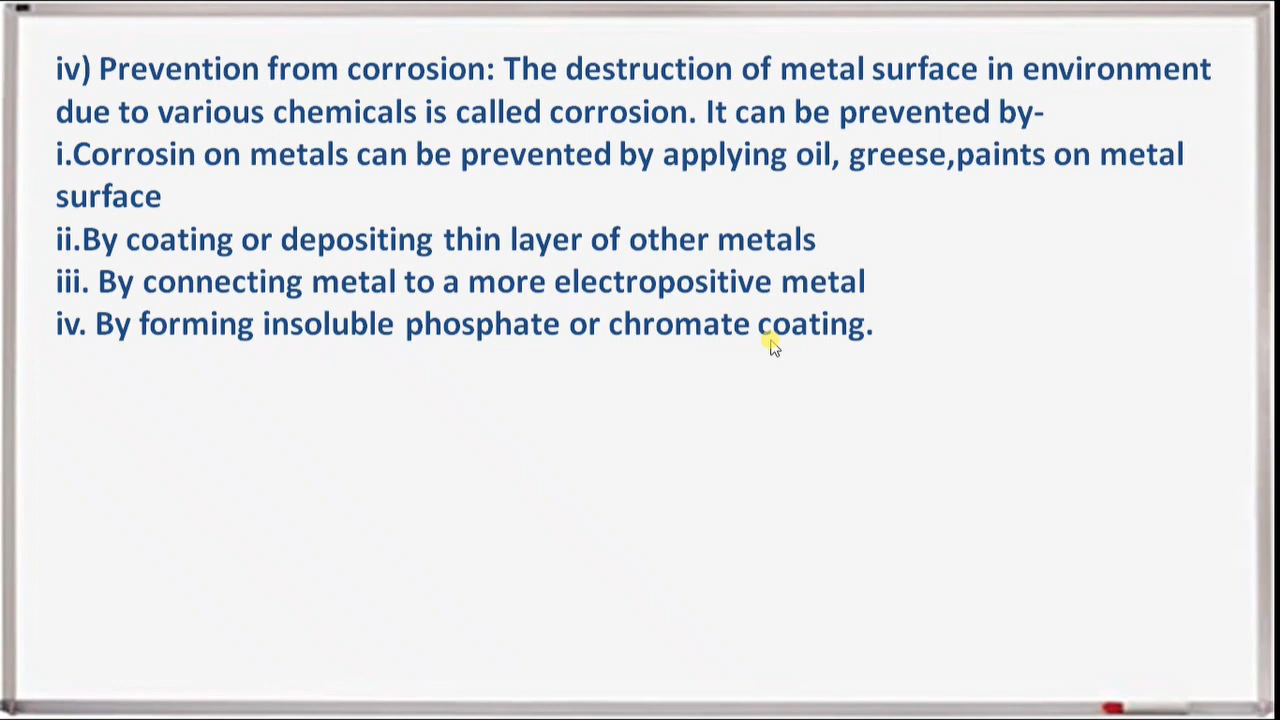 iv) Prevention from corrosion: The destruction of metal surface in environment
due to various chemicals is called corrosion. It can be prevented by-
i.Corrosin on metals can be prevented by applying oil, greese,paints on metal
surface
ii.By coating or depositing thin layer of other metals
iii. By connecting metal to a more electropositive metal
iv. By forming insoluble phosphate or chromate coating.